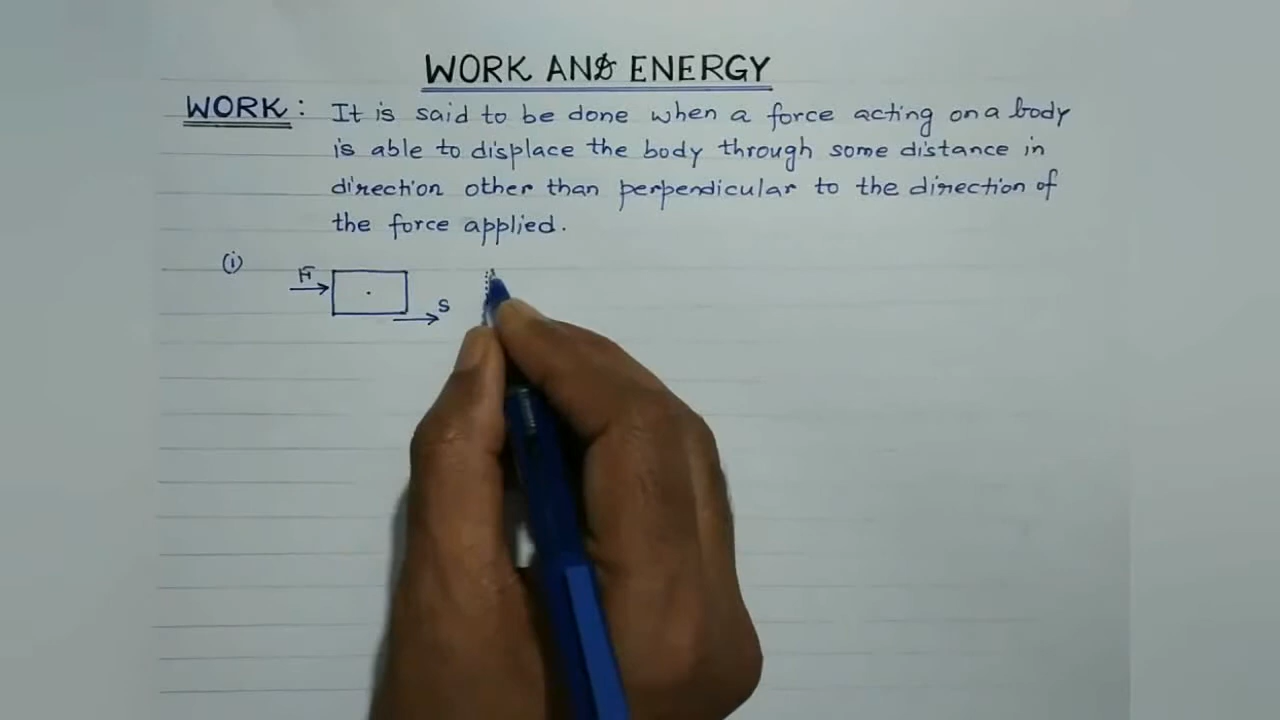 WORK AND ENERGY
WORK: It is said to be done when a force acting on a body
is able to displace the body through some distance in
direction other than perpendicular to the direction of
the force applied.
(i)
F
S